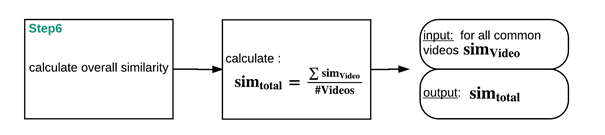 Step6
calculate overall similarity
calculate :
sim_total = ∑ sim_Video / #Videos
input: for all common
videos sim_Video
output: sim_total